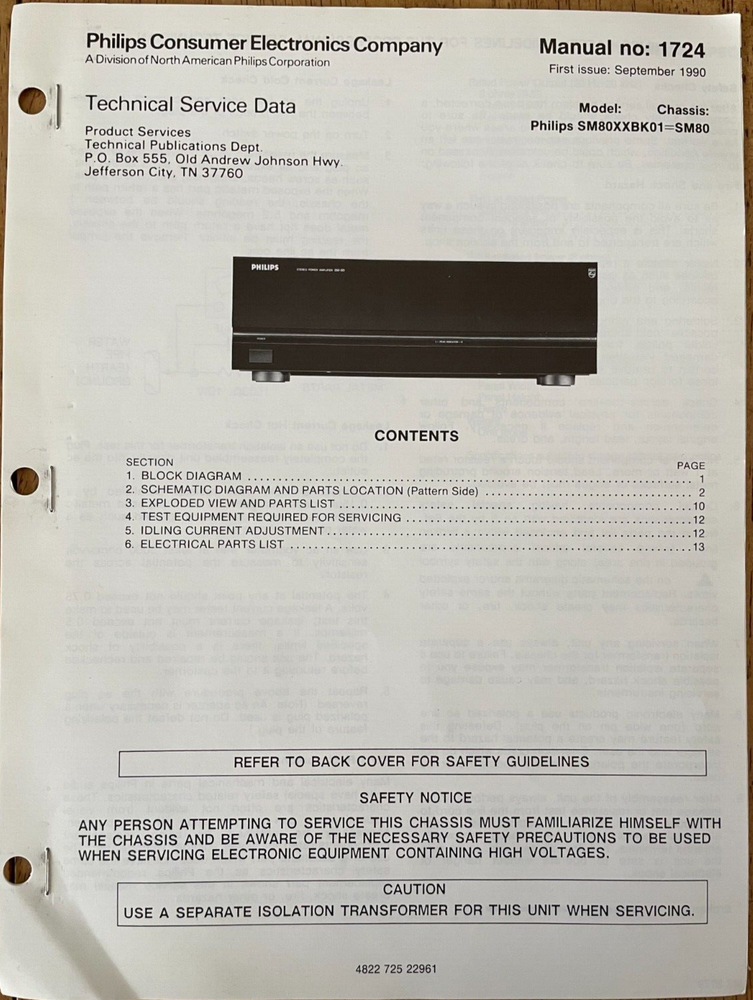 Philips Consumer Electronics Company
A Division of North American Philips Corporation
Manual no: 1724
First issue: September 1990
Technical Service Data
Product Services
Technical Publications Dept.
P.O. Box 555, Old Andrew Johnson Hwy.
Jefferson City, TN 37760
Model: Chassis:
Philips SM80XXBK01=SM80
PHILIPS
CONTENTS
SECTION PAGE
1. BLOCK DIAGRAM ............ 1
2. SCHEMATIC DIAGRAM AND PARTS LOCATION (Pattern Side) ............ 2
3. EXPLODED VIEW AND PARTS LIST ............ 10
4. TEST EQUIPMENT REQUIRED FOR SERVICING ............ 12
5. IDLING CURRENT ADJUSTMENT ............ 12
6. ELECTRICAL PARTS LIST ............ 13
REFER TO BACK COVER FOR SAFETY GUIDELINES
SAFETY NOTICE
ANY PERSON ATTEMPTING TO SERVICE THIS CHASSIS MUST FAMILIARIZE HIMSELF WITH
THE CHASSIS AND BE AWARE OF THE NECESSARY SAFETY PRECAUTIONS TO BE USED
WHEN SERVICING ELECTRONIC EQUIPMENT CONTAINING HIGH VOLTAGES.
CAUTION
USE A SEPARATE ISOLATION TRANSFORMER FOR THIS UNIT WHEN SERVICING.
4822 725 22961